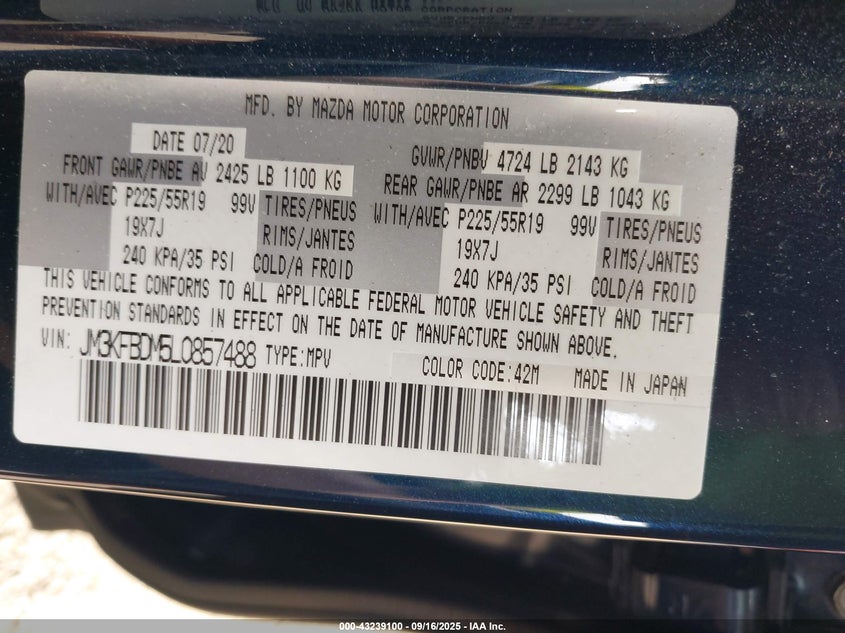 MOTOR CORPORATION
MFD. BY MAZDA MOTOR CORPORATION
DATE 07/20
GVWR/PNBV 4724 LB 2143 KG
FRONT GAWR/PNBE AV 2425 LB 1100 KG
REAR GAWR/PNBE AR 2299 LB 1043 KG
WITH/AVEC P225/55R19 99V TIRES/PNEUS
WITH/AVEC P225/55R19 99V TIRES/PNEUS
19X7J RIMS/JANTES
19X7J RIMS/JANTES
240 KPA/35 PSI COLD/A FROID
240 KPA/35 PSI COLD/A FROID
THIS VEHICLE CONFORMS TO ALL APPLICABLE FEDERAL MOTOR VEHICLE SAFETY AND THEFT
PREVENTION STANDARDS IN EFFECT ON THE DATE OF MANUFACTURE SHOWN ABOVE.
VIN: JM3KFBDM5L0857488 TYPE:MPV
COLOR CODE:42M MADE IN JAPAN
000-43239100 - 09/16/2025 - IAA Inc.